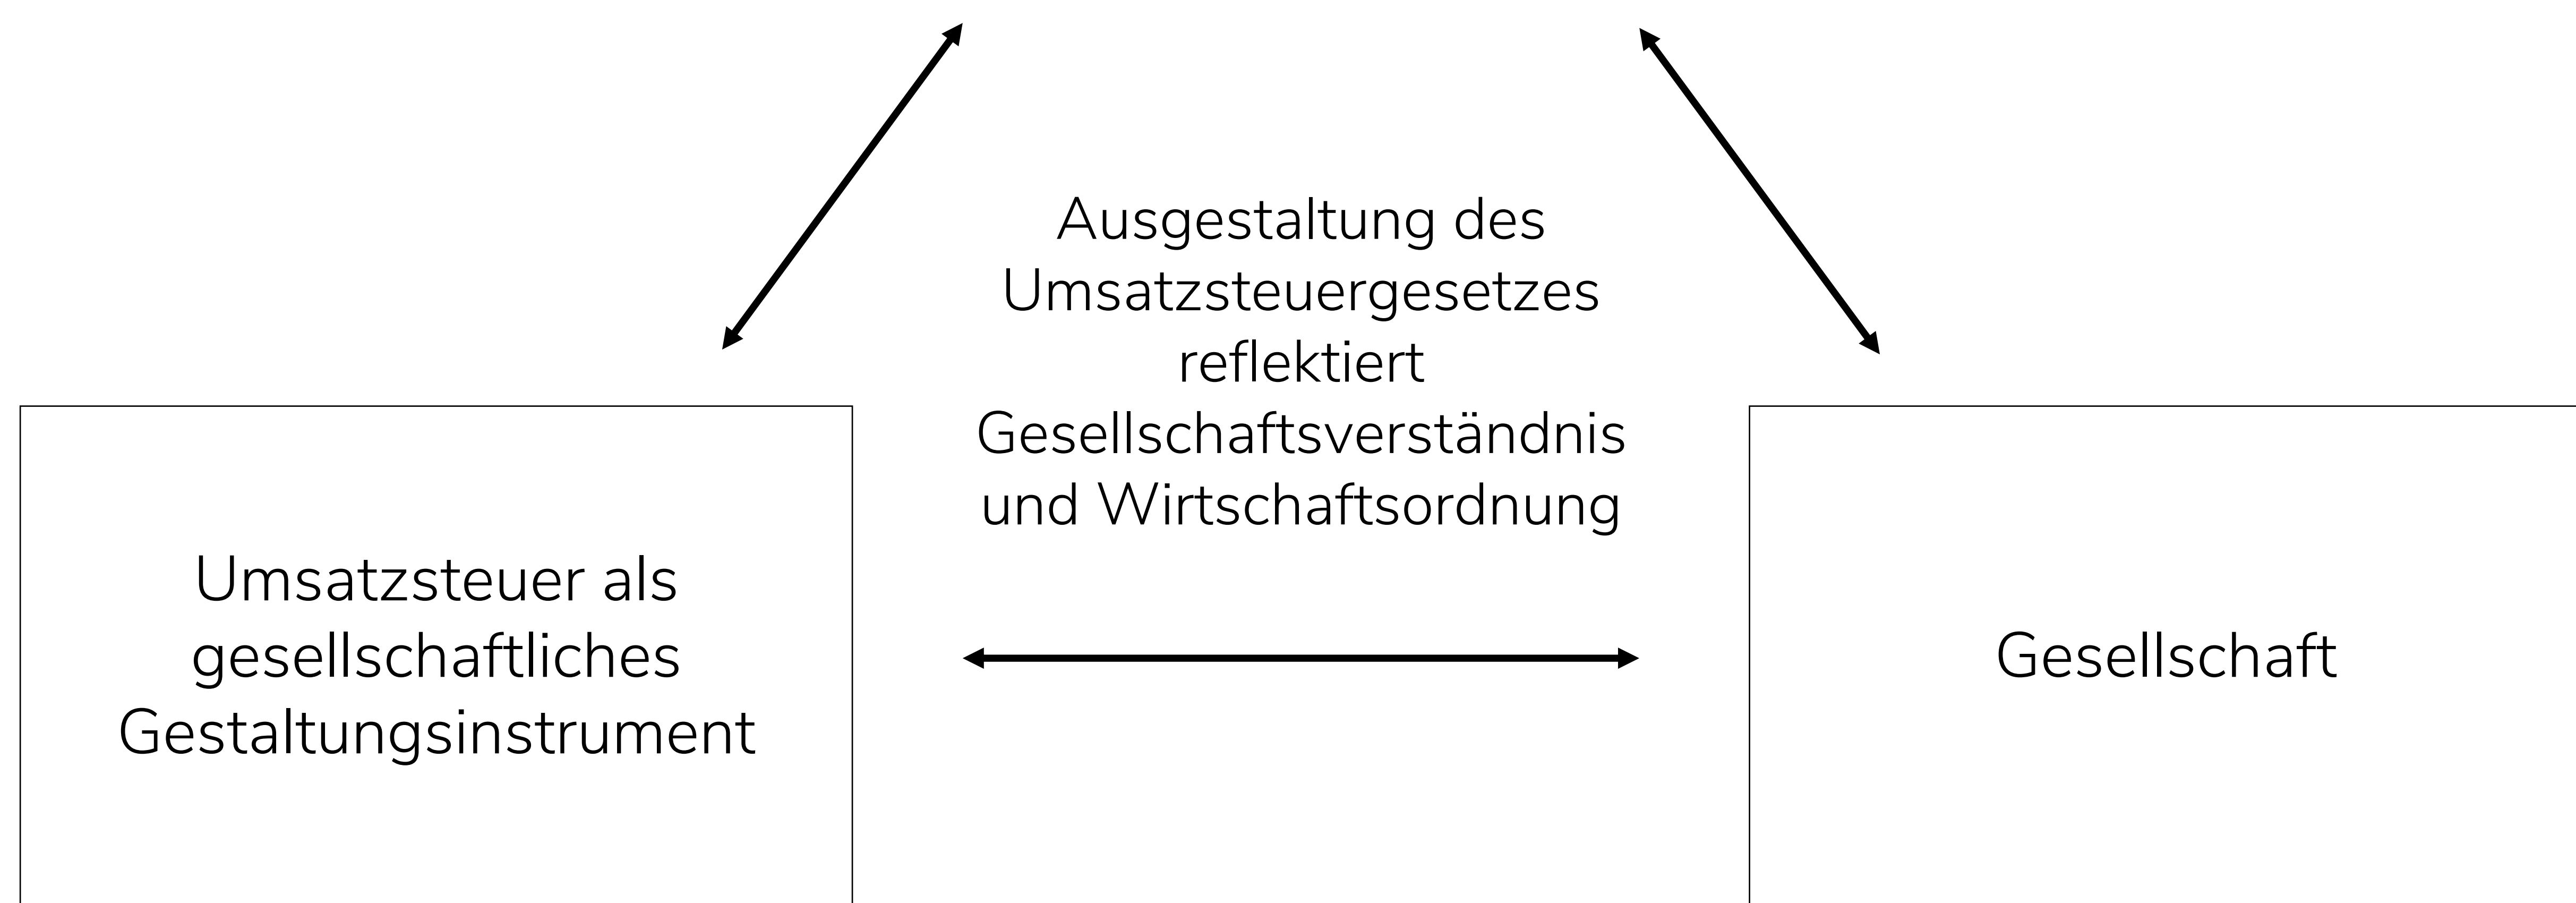 Ausgestaltung des
Umsatzsteuergesetzes
reflektiert
Gesellschaftsverständnis
und Wirtschaftsordnung
Umsatzsteuer als
gesellschaftliches
Gestaltungsinstrument
Gesellschaft